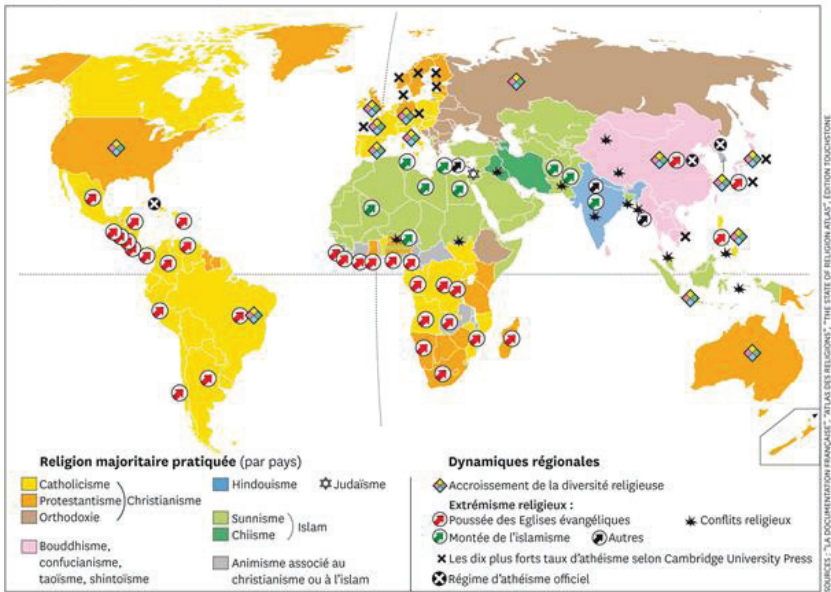 Religion majoritaire pratiquée (par pays)
Catholicisme
Protestantisme
Orthodoxie
Christianisme
Bouddhisme,
confucianisme,
taoïsme, shintoïsme
Hindouisme
Judaïsme
Sunnisme
Chiisme
Islam
Animisme associé au
christianisme ou à l'islam
Dynamiques régionales
Accroissement de la diversité religieuse
Extrémisme religieux :
Poussée des Eglises évangéliques
Conflits religieux
Montée de l'islamisme
Autres
Les dix plus forts taux d'athéisme selon Cambridge University Press
Régime d'athéisme officiel
SOURCES : "LA DOCUMENTATION FRANÇAISE", "ATLAS DES RELIGIONS", "THE STATE OF RELIGION ATLAS", ÉDITION TOUCHSTONE